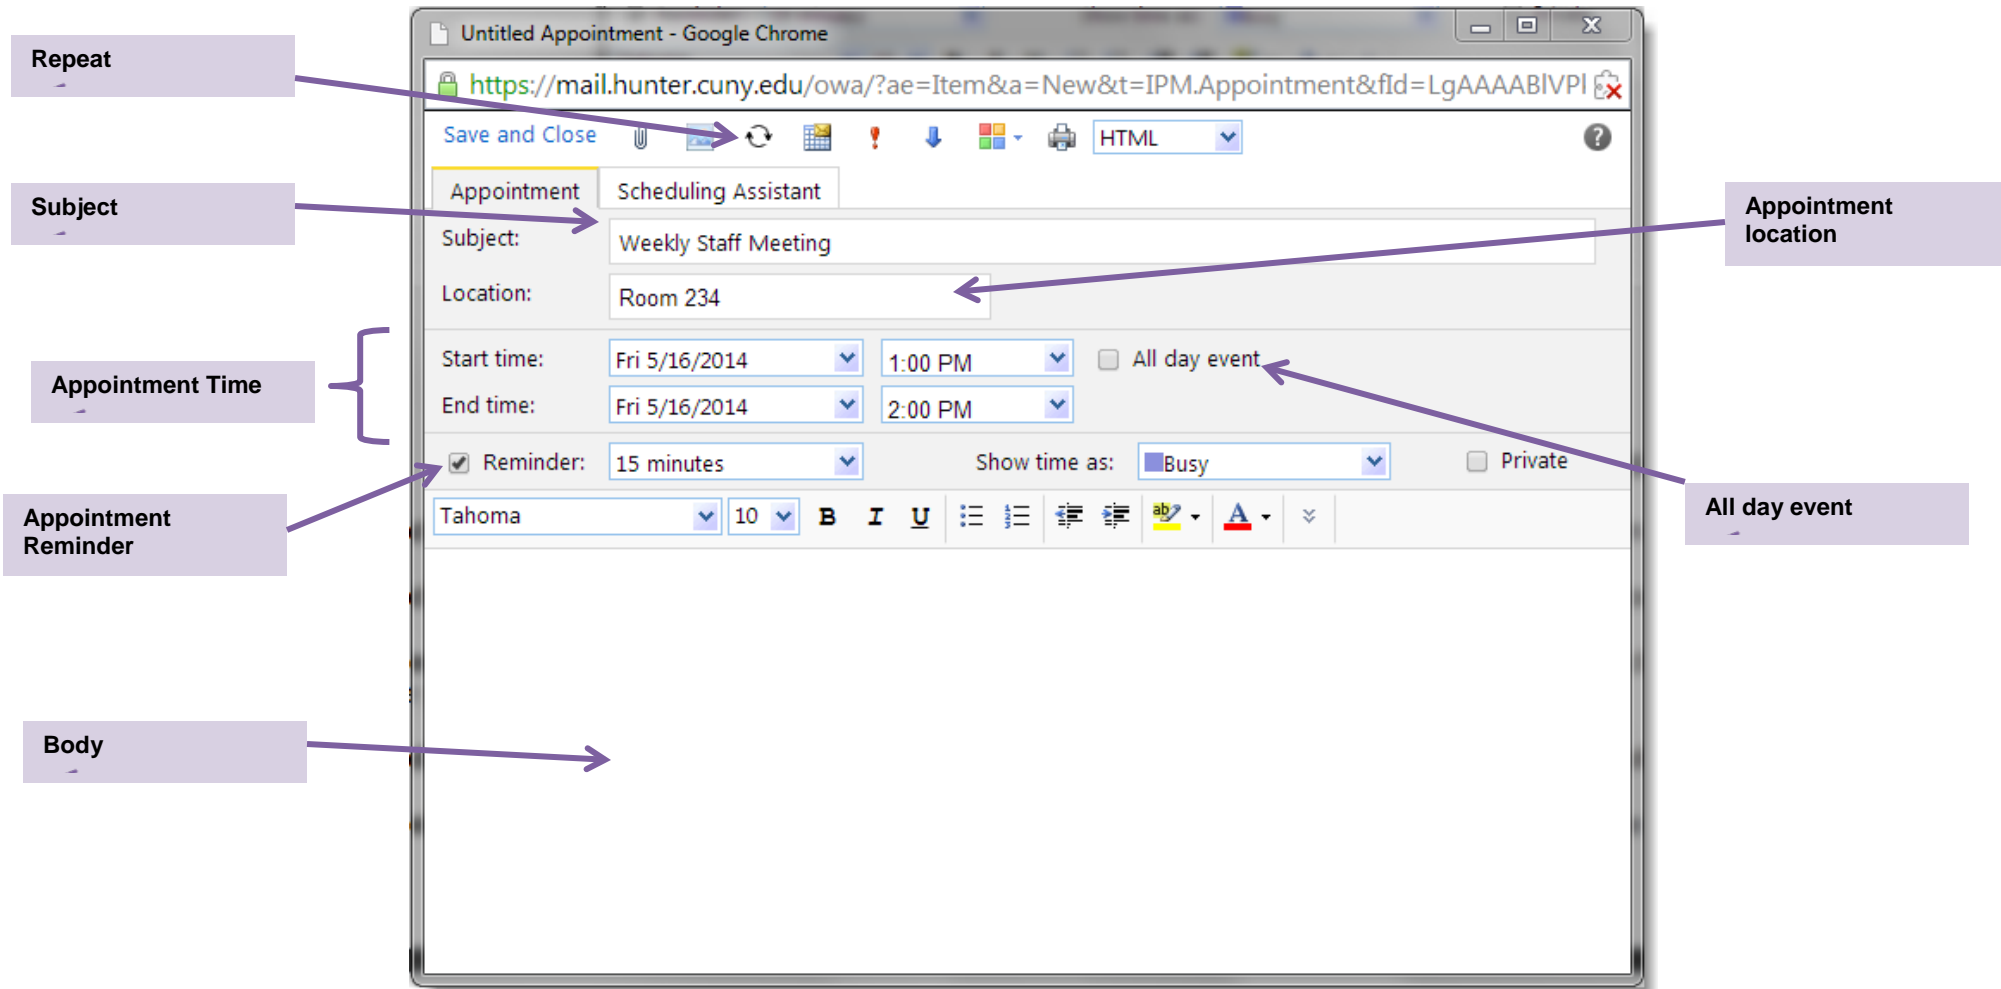 Untitled Appointment - Google Chrome
Repeat
https://mail.hunter.cuny.edu/owa/?ae=Item&a=New&t=IPM.Appointment&fId=LgAAAABlVPl
Save and Close
HTML
Appointment Scheduling Assistant
Subject
Subject: Weekly Staff Meeting
Appointment
location
Location: Room 234
Start time: Fri 5/16/2014 1:00 PM All day event
Appointment Time
End time: Fri 5/16/2014 2:00 PM
Reminder: 15 minutes Show time as: Busy Private
All day event
Appointment
Reminder
Tahoma 10 B I U ab A
Body